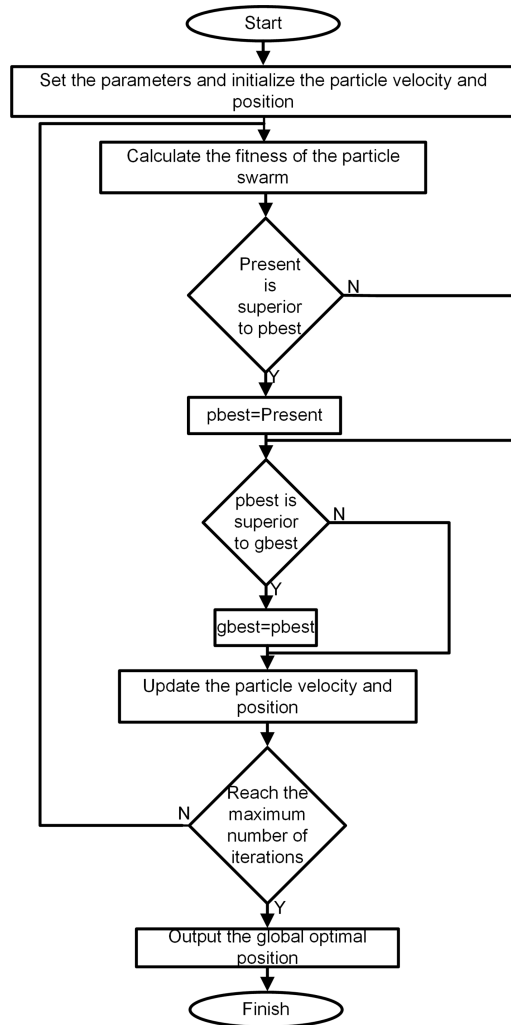 Start
Set the parameters and initialize the particle velocity and
position
Calculate the fitness of the particle
swarm
Present
is
superior
to pbest
N
Y
pbest=Present
pbest is
superior
to gbest
N
Y
gbest=pbest
Update the particle velocity and
position
Reach the
maximum
number of
iterations
N
Y
Output the global optimal
position
Finish